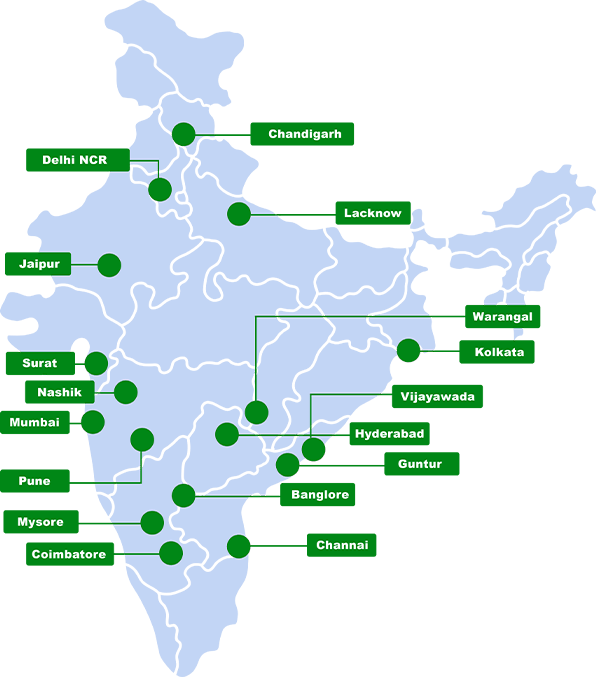 Chandigarh
Delhi NCR
Lacknow
Jaipur
Warangal
Kolkata
Surat
Nashik
Vijayawada
Mumbai
Hyderabad
Guntur
Pune
Banglore
Mysore
Channai
Coimbatore